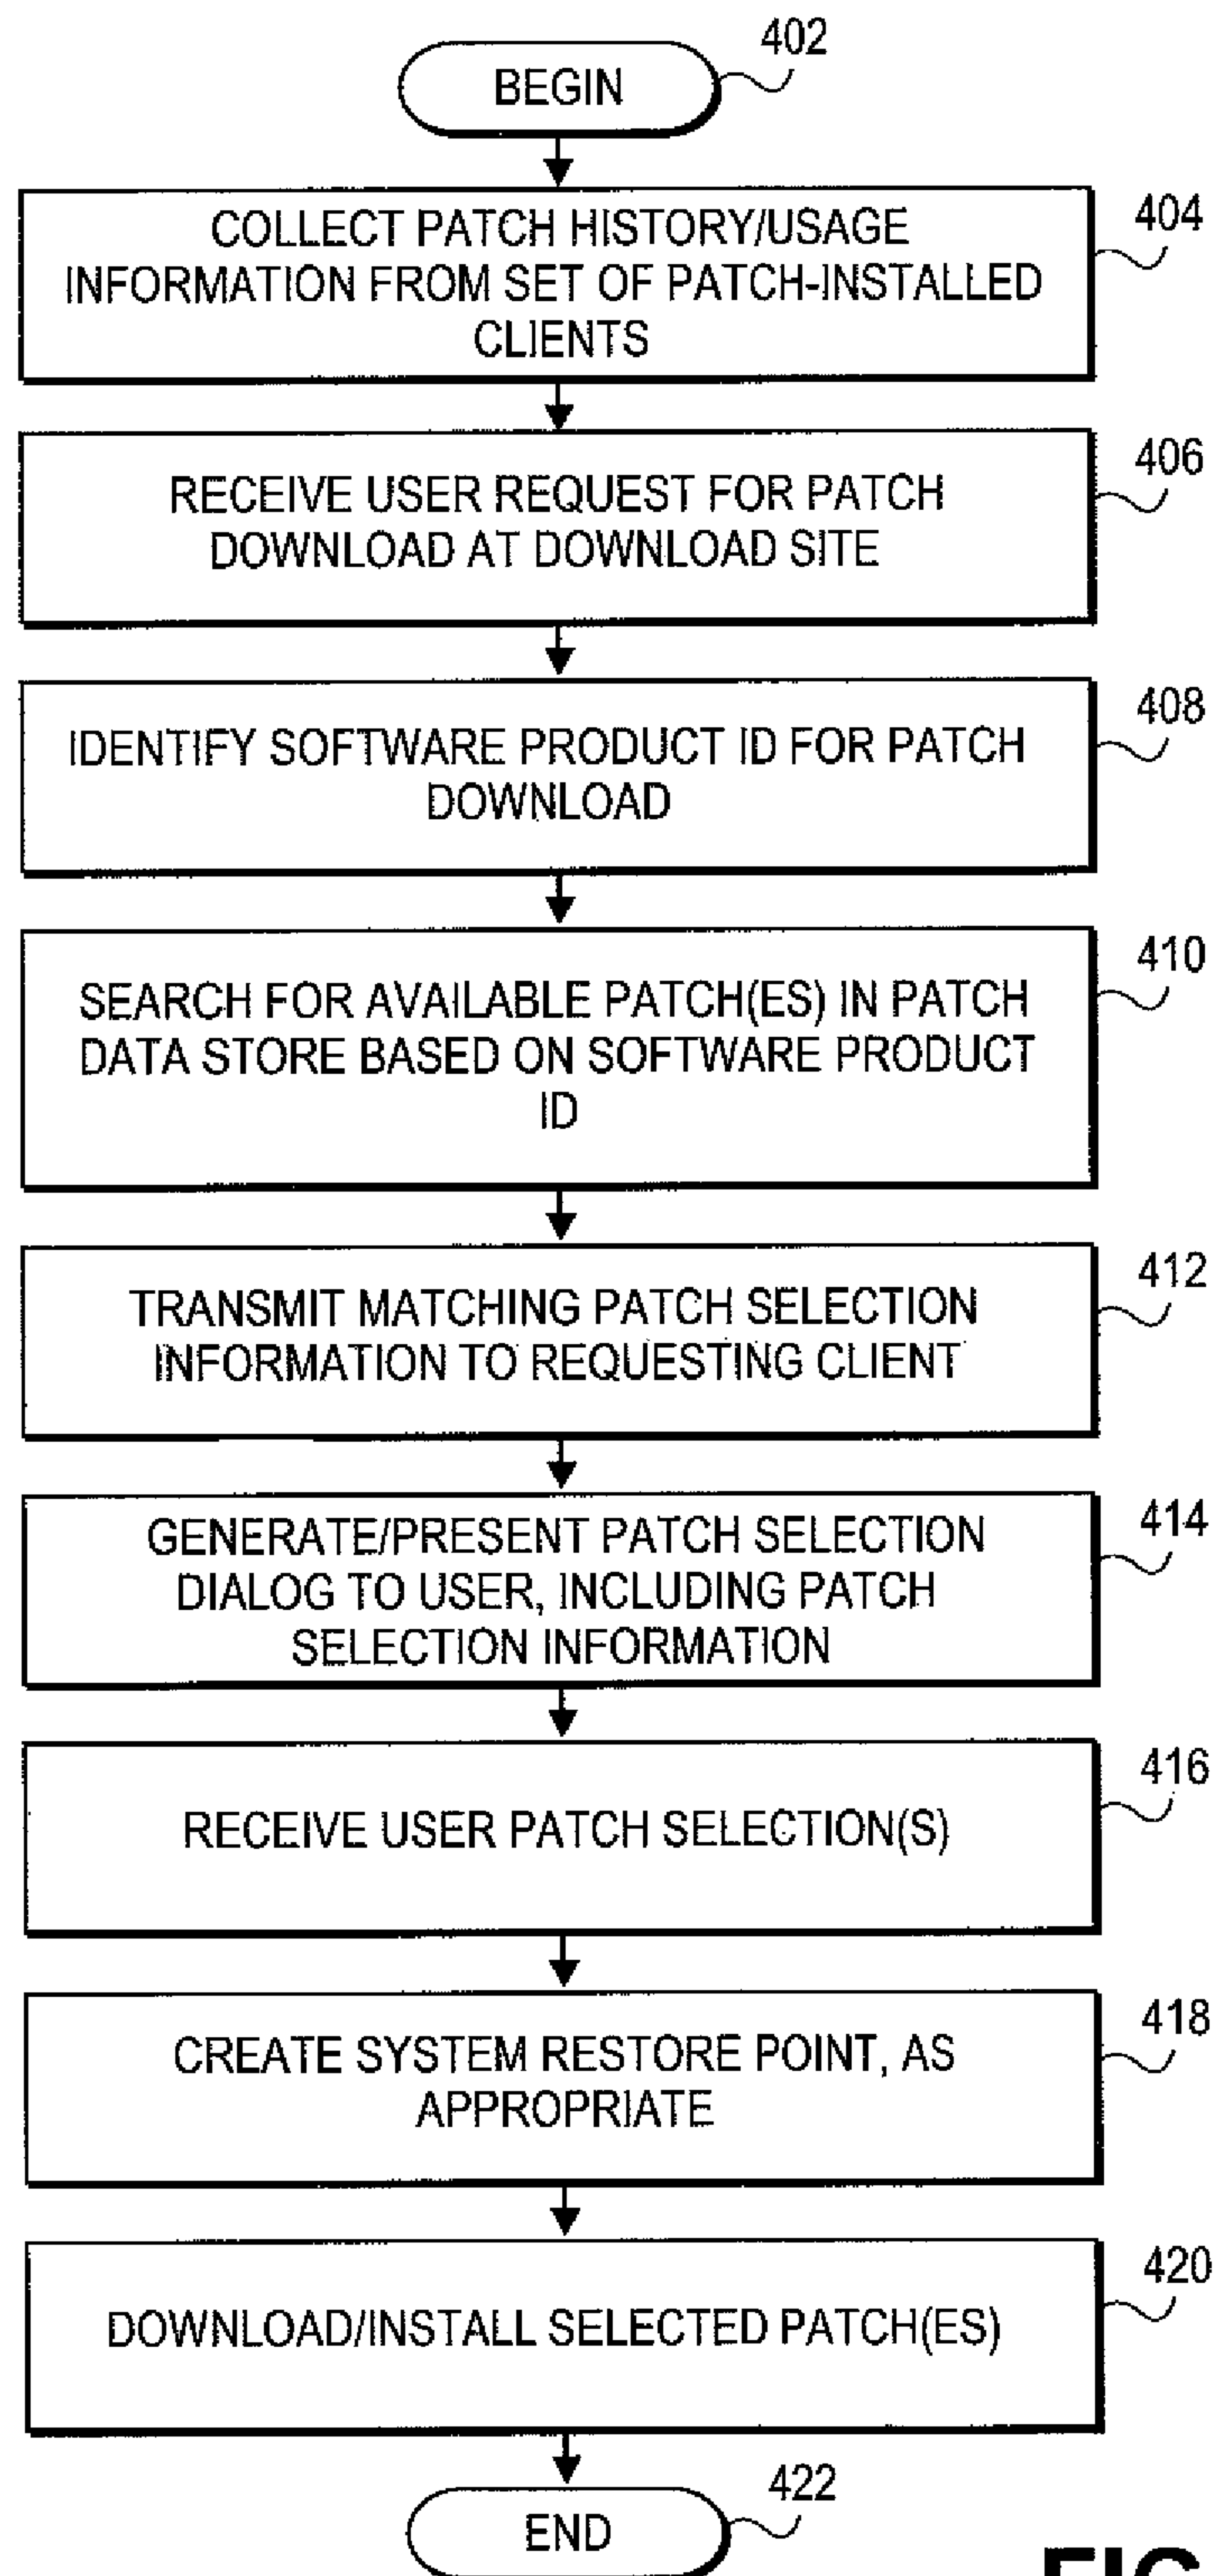 402
BEGIN
404
COLLECT PATCH HISTORY/USAGE
INFORMATION FROM SET OF PATCH-INSTALLED
CLIENTS
406
RECEIVE USER REQUEST FOR PATCH
DOWNLOAD AT DOWNLOAD SITE
408
IDENTIFY SOFTWARE PRODUCT ID FOR PATCH
DOWNLOAD
410
SEARCH FOR AVAILABLE PATCH(ES) IN PATCH
DATA STORE BASED ON SOFTWARE PRODUCT
ID
412
TRANSMIT MATCHING PATCH SELECTION
INFORMATION TO REQUESTING CLIENT
414
GENERATE/PRESENT PATCH SELECTION
DIALOG TO USER, INCLUDING PATCH
SELECTION INFORMATION
416
RECEIVE USER PATCH SELECTION(S)
418
CREATE SYSTEM RESTORE POINT, AS
APPROPRIATE
420
DOWNLOAD/INSTALL SELECTED PATCH(ES)
422
END
FIG